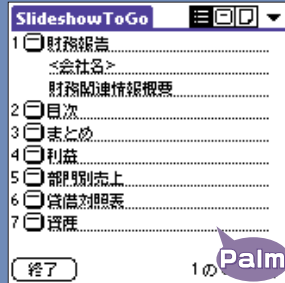 SlideshowToGo
1 財務報告
<会社名>
財務関連情報概要
2 目次
3 まとめ
4 利益
5 部門別売上
6 貸借対照表
7 資産
終了
1の
Palm